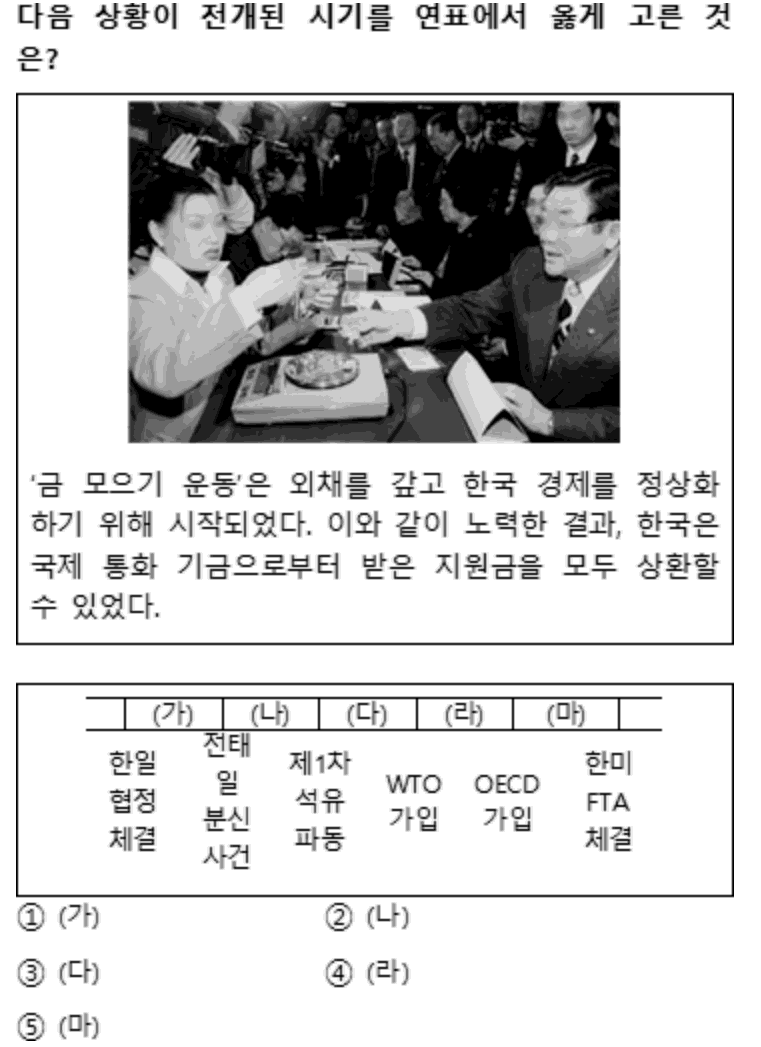 다음 상황이 전개된 시기를 연표에서 옳게 고른 것
은?
'금 모으기 운동'은 외채를 갚고 한국 경제를 정상화
하기 위해 시작되었다. 이와 같이 노력한 결과, 한국은
국제 통화 기금으로부터 받은 지원금을 모두 상환할
수 있었다.
(가) (나) (다) (라) (마)
한일
협정
체결
전태
일
분신
사건
제1차
석유
파동
WTO
가입
OECD
가입
한미
FTA
체결
① (가) ② (나)
③ (다) ④ (라)
⑤ (마)